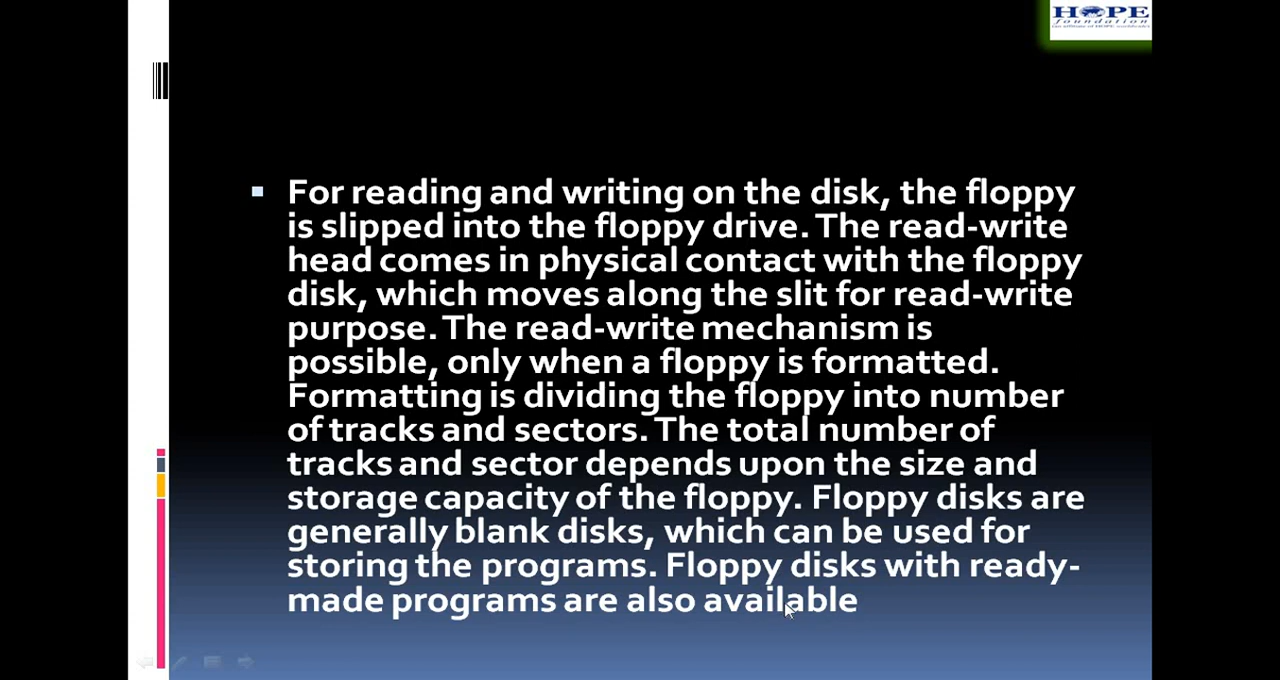 HOPE
foundation
For reading and writing on the disk, the floppy
is slipped into the floppy drive. The read-write
head comes in physical contact with the floppy
disk, which moves along the slit for read-write
purpose. The read-write mechanism is
possible, only when a floppy is formatted.
Formatting is dividing the floppy into number
of tracks and sectors. The total number of
tracks and sector depends upon the size and
storage capacity of the floppy. Floppy disks are
generally blank disks, which can be used for
storing the programs. Floppy disks with ready-
made programs are also available